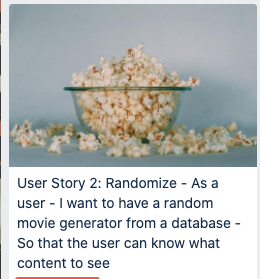 User Story 2: Randomize - As a
user - I want to have a random
movie generator from a database -
So that the user can know what
content to see